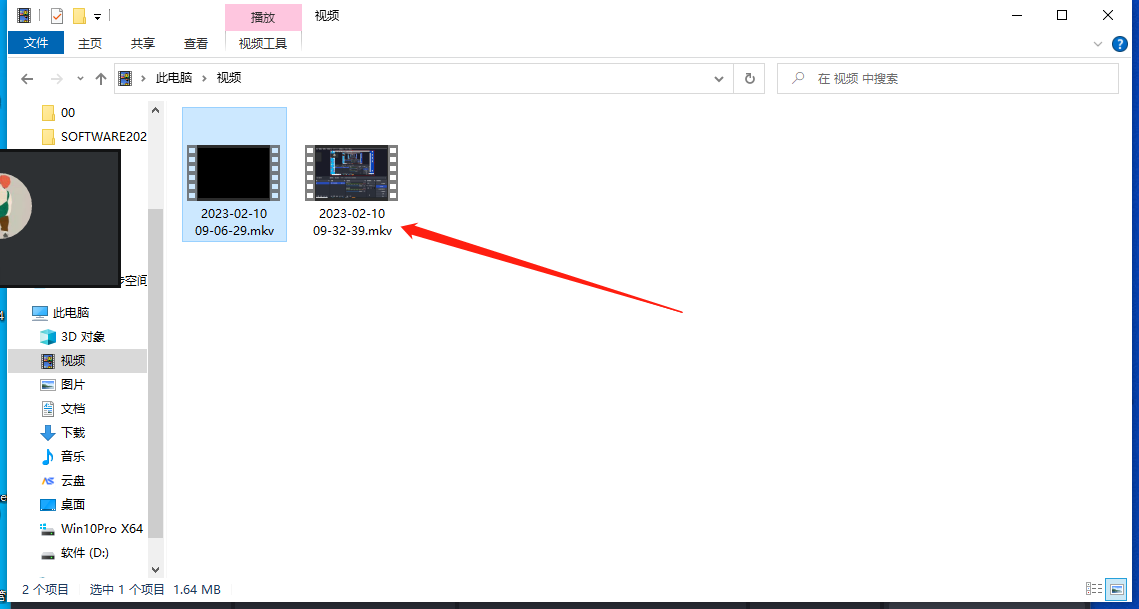 播放
视频
文件
主页
共享
查看
视频工具
此电脑
视频
在 视频 中搜索
00
SOFTWARE202
空间
此电脑
3D 对象
视频
图片
文档
下载
音乐
云盘
桌面
Win10Pro X64
软件 (D:)
2023-02-10
09-06-29.mkv
2023-02-10
09-32-39.mkv
2 个项目
选中 1 个项目
1.64 MB